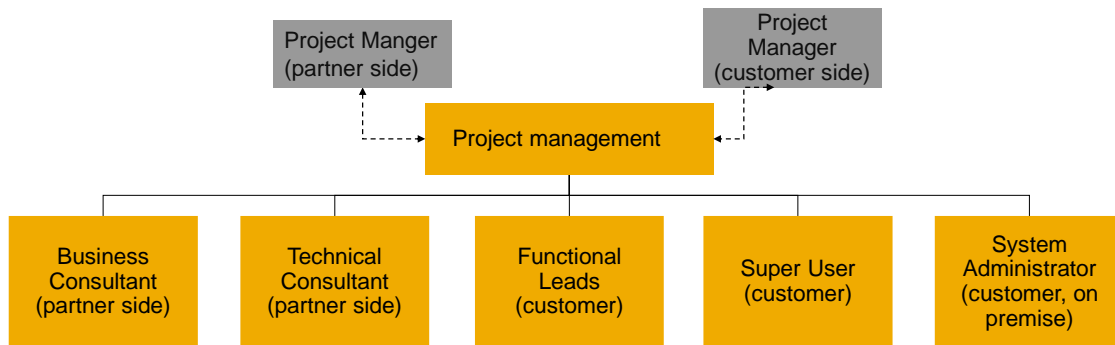 Project Manger
(partner side)
Project
Manager
(customer side)
Project management
Business
Consultant
(partner side)
Technical
Consultant
(partner side)
Functional
Leads
(customer)
Super User
(customer)
System
Administrator
(customer, on
premise)